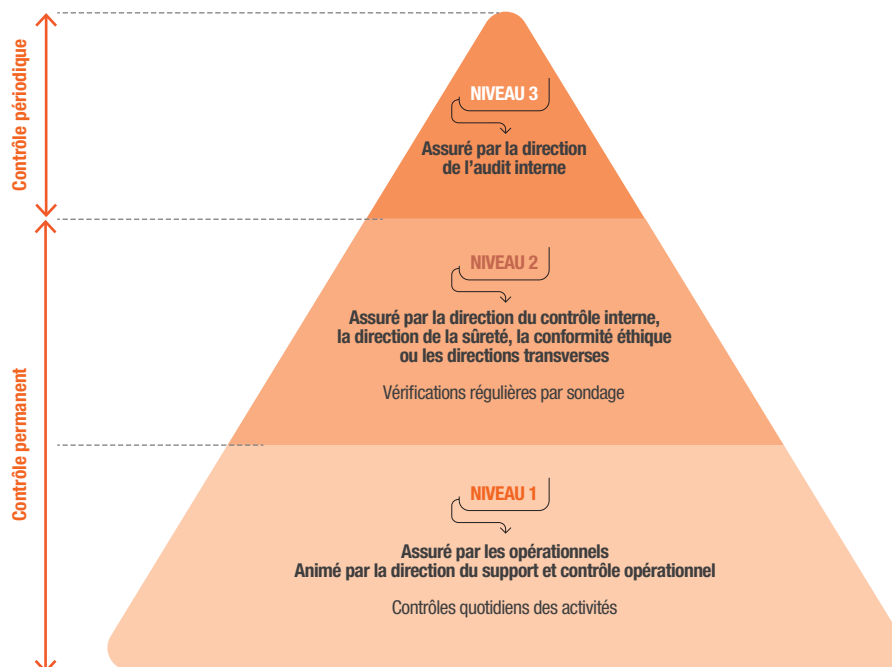 Contrôle périodique
NIVEAU 3
Assuré par la direction
de l’audit interne
Contrôle permanent
NIVEAU 2
Assuré par la direction du contrôle interne,
la direction de la sûreté, la conformité éthique
ou les directions transverses
Vérifications régulières par sondage
NIVEAU 1
Assuré par les opérationnels
Animé par la direction du support et contrôle opérationnel
Contrôles quotidiens des activités